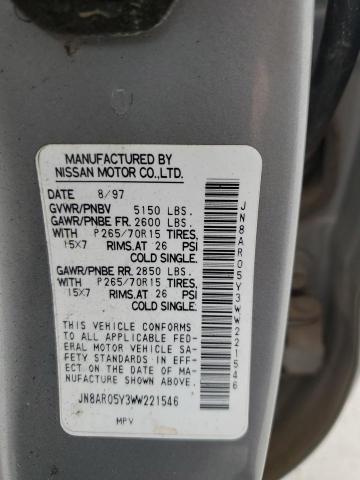 MANUFACTURED BY
NISSAN MOTOR CO.,LTD.
DATE 8/97
GVWR/PNBV 5150 LBS.
GAWR/PNBE FR. 2600 LBS.
WITH P265/70R15 TIRES,
15X7 RIMS.AT 26 PSI
COLD SINGLE.
GAWR/PNBE RR. 2850 LBS.
WITH P265/70R15 TIRES,
15X7 RIMS.AT 26 PSI
COLD SINGLE.
THIS VEHICLE CONFORMS
TO ALL APPLICABLE FED-
ERAL MOTOR VEHICLE SA-
FETY STANDARDS IN EFF-
ECT ON THE DATE OF MA-
NUFACTURE SHOWN ABOVE.
JN8AR05Y3WW221546
MPV
JN8AR05Y3WW221546